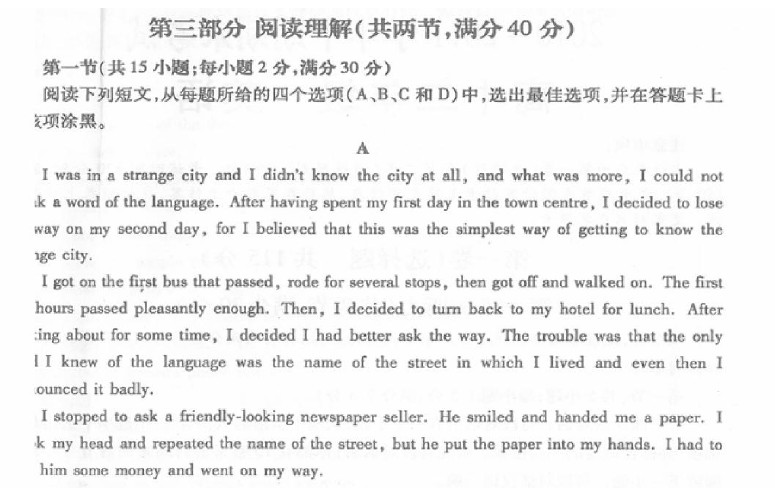 第三部分 阅读理解(共两节,满分40分)
第一节(共15小题;每小题2分,满分30分)
阅读下列短文,从每题所给的四个选项(A、B、C和D)中,选出最佳选项,并在答题卡上
项涂黑。
A
I was in a strange city and I didn't know the city at all, and what was more, I could not
k a word of the language. After having spent my first day in the town centre, I decided to lose
way on my second day, for I believed that this was the simplest way of getting to know the
nge city.
I got on the first bus that passed, rode for several stops, then got off and walked on. The first
hours passed pleasantly enough. Then, I decided to turn back to my hotel for lunch. After
ing about for some time, I decided I had better ask the way. The trouble was that the only
I knew of the language was the name of the street in which I lived and even then I
ounced it badly.
I stopped to ask a friendly-looking newspaper seller. He smiled and handed me a paper. I
k my head and repeated the name of the street, but he put the paper into my hands. I had to
him some money and went on my way.